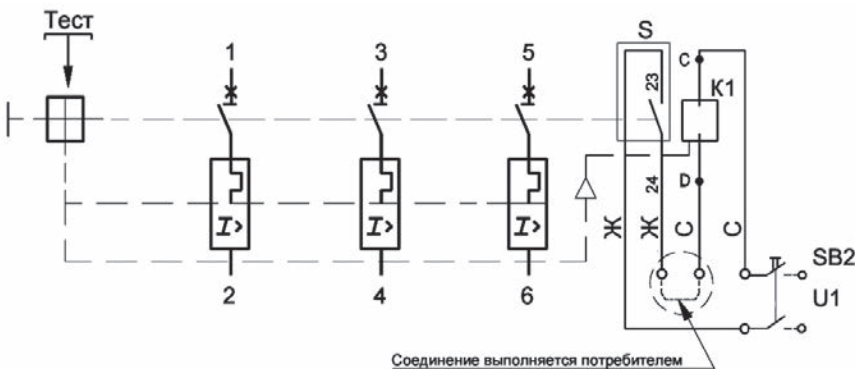 Тест
1 3 5 S
C K1
23
24
D
Ж Ж С С
I> I> I>
2 4 6
SB2
U1
Соединение выполняется потребителем